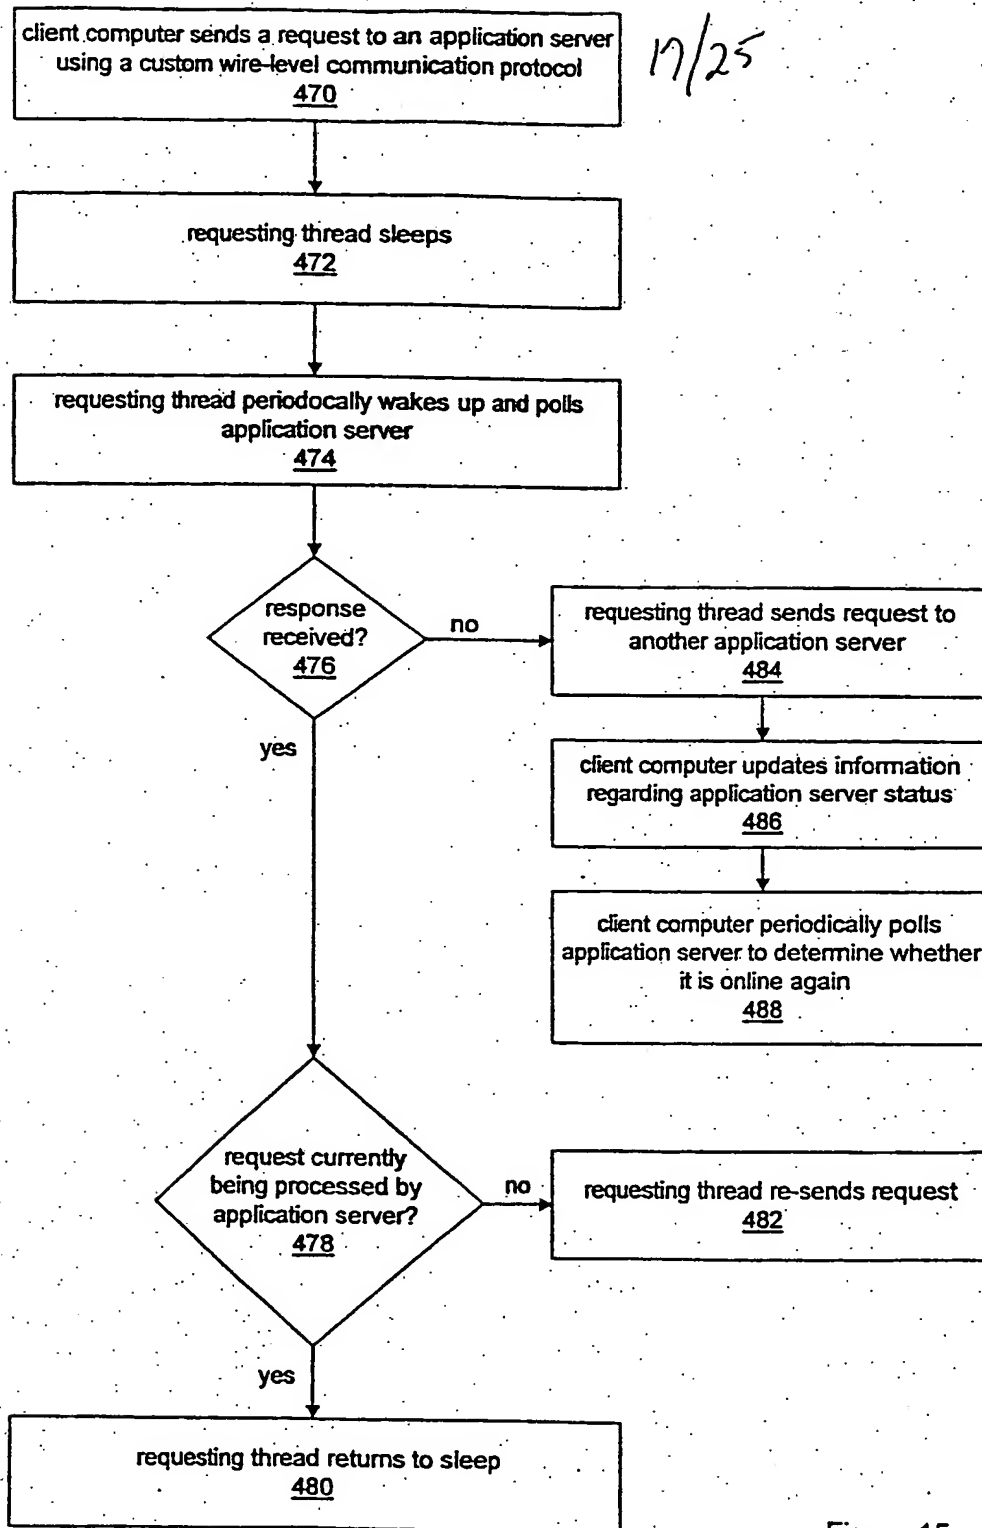 client computer sends a request to an application server
using a custom wire-level communication protocol
470
17/25
requesting thread sleeps
472
requesting thread periodocally wakes up and polls
application server
474
response
received?
476
no
requesting thread sends request to
another application server
484
yes
client computer updates information
regarding application server status
486
client computer periodically polls
application server to determine whether
it is online again
488
request currently
being processed by
application server?
478
no
requesting thread re-sends request
482
yes
requesting thread returns to sleep
480